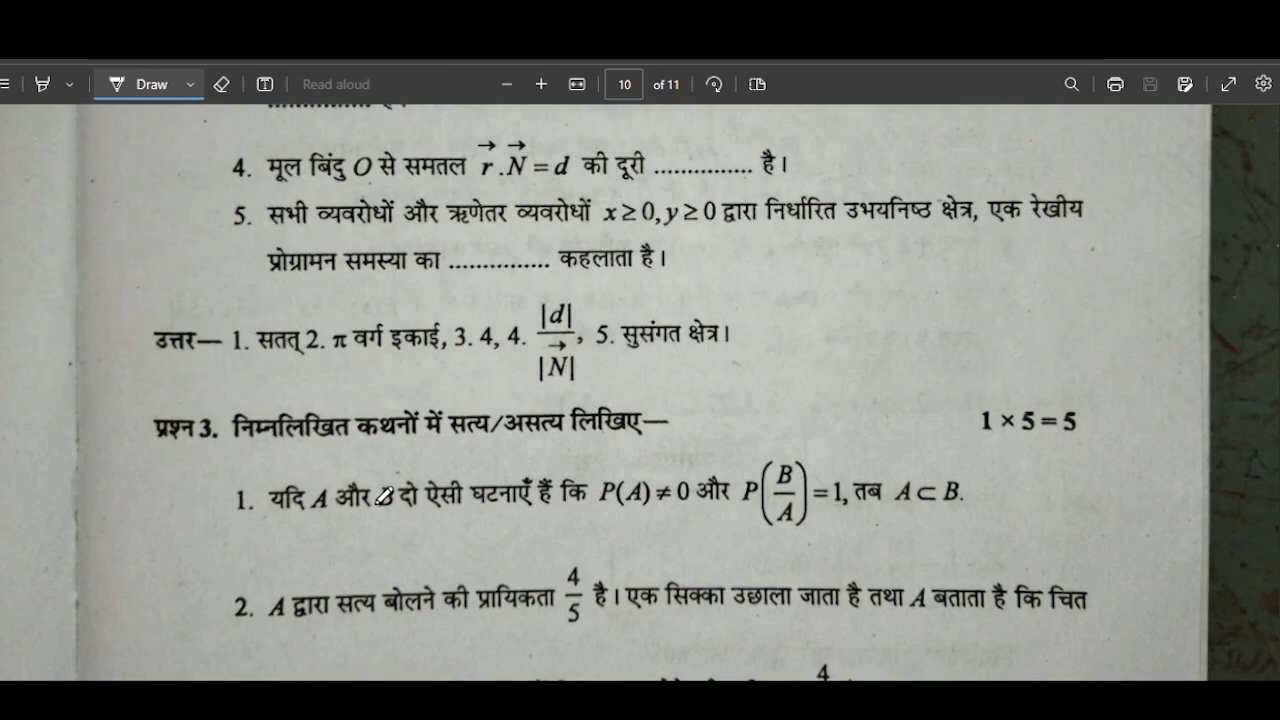 Draw
Read aloud
10 of 11
4. मूल बिंदु O से समतल r⃗ . N⃗ = d की दूरी ............... है।
5. सभी व्यवरोधों और ऋणेतर व्यवरोधों x ≥ 0, y ≥ 0 द्वारा निर्धारित उभयनिष्ठ क्षेत्र, एक रेखीय
प्रोग्रामन समस्या का ............... कहलाता है।
उत्तर— 1. सतत् 2. π वर्ग इकाई, 3. 4, 4. |d|/|N⃗|, 5. सुसंगत क्षेत्र।
प्रश्न 3. निम्नलिखित कथनों में सत्य/असत्य लिखिए— 1 × 5 = 5
1. यदि A और दो ऐसी घटनाएँ हैं कि P(A) ≠ 0 और P(B/A) = 1, तब A ⊂ B.
2. A द्वारा सत्य बोलने की प्रायिकता 4/5 है। एक सिक्का उछाला जाता है तथा A बताता है कि चित
4